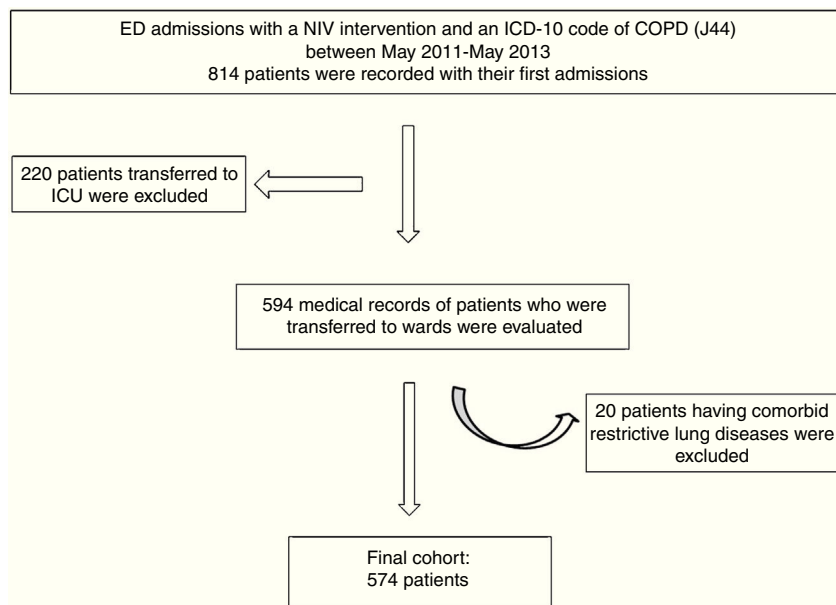 ED admissions with a NIV intervention and an ICD-10 code of COPD (J44)
between May 2011-May 2013
814 patients were recorded with their first admissions
220 patients transferred to
ICU were excluded
594 medical records of patients who were
transferred to wards were evaluated
20 patients having comorbid
restrictive lung diseases were
excluded
Final cohort:
574 patients